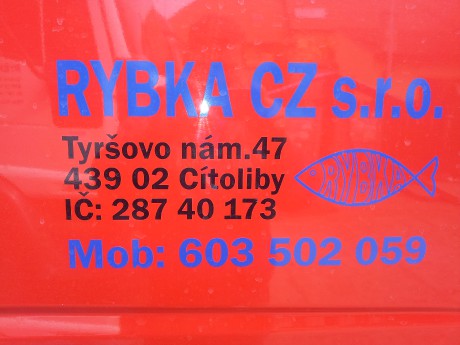 RYBKA CZ s.r.o.
Tyršovo nám.47
439 02 Cítoliby
RYBKA
IČ: 287 40 173
Mob: 603 502 059